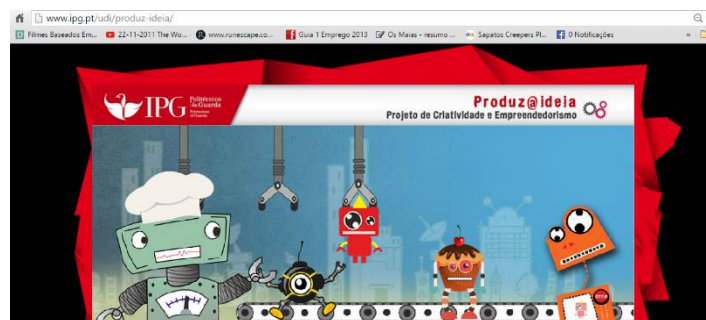 www.ipg.pt/udi/produz-ideia/
Filmes Baseados Em... 22-11-2011 The Wo... www.runescape.co... Guia 1 Emprego 2013 Os Maias - resumo ... Sapatos Creepers Pl... 0 Notificações »
IPG Politécnico da Guarda
Produz@ideia
Projeto de Criatividade e Empreendedorismo